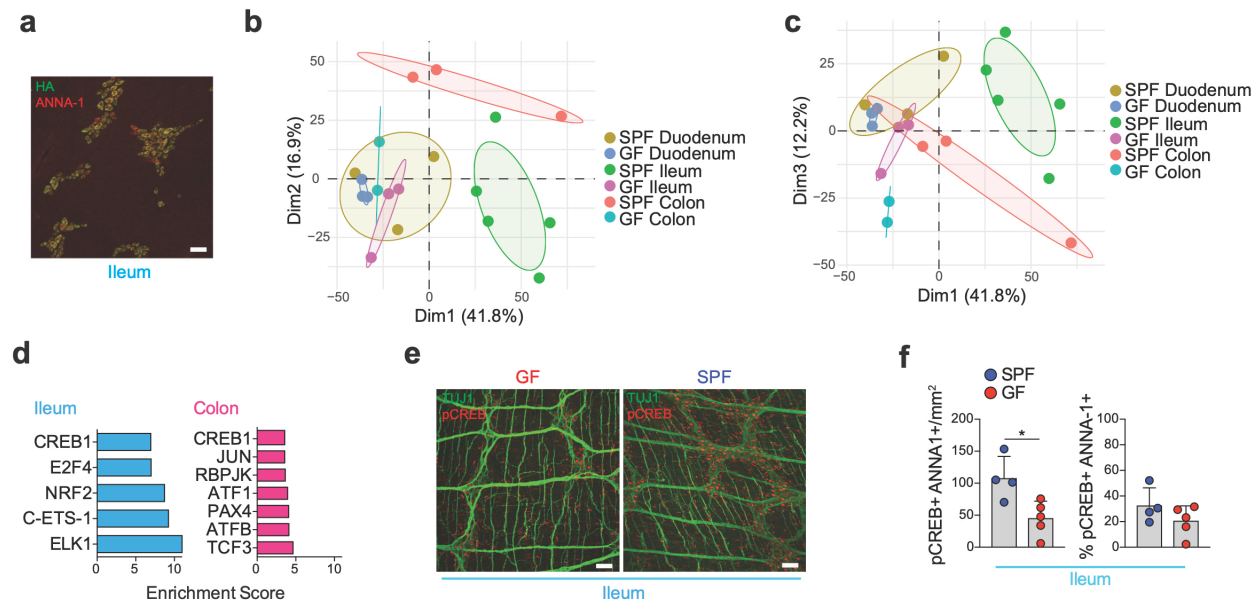 a
HA
ANNA-1
Ileum
b
Dim2 (16.9%)
50
25
0
−25
−50
0
50
Dim1 (41.8%)
SPF Duodenum
GF Duodenum
SPF Ileum
GF Ileum
SPF Colon
GF Colon
c
Dim3 (12.2%)
25
0
−25
−50
−50
0
50
Dim1 (41.8%)
SPF Duodenum
GF Duodenum
SPF Ileum
GF Ileum
SPF Colon
GF Colon
d
Ileum
CREB1
E2F4
NRF2
C-ETS-1
ELK1
0
5
10
Colon
CREB1
JUN
RBPJK
ATF1
PAX4
ATFB
TCF3
0
5
10
Enrichment Score
e
GF
SPF
TUJ1
pCREB
TUJ1
pCREB
Ileum
f
SPF
GF
pCREB+ ANNA1+/mm²
200
150
100
50
0
*
% pCREB+ ANNA-1+
100
80
60
40
20
0
Ileum